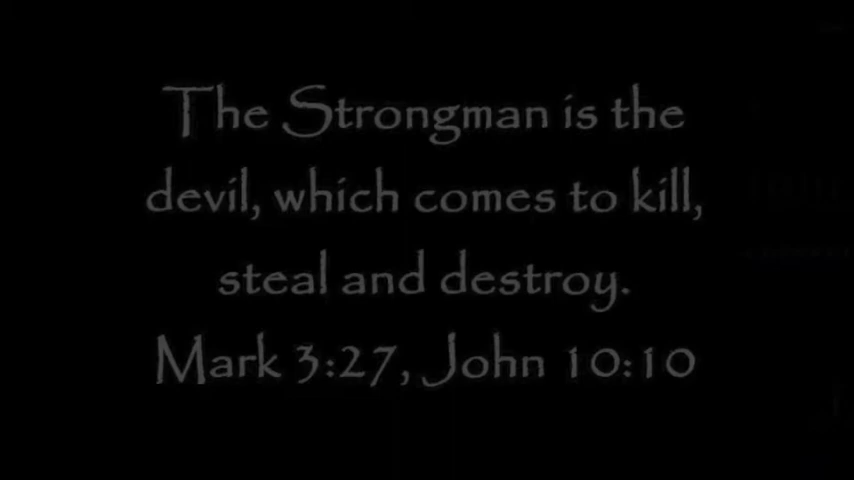 The Strongman is the
devil, which comes to kill,
steal and destroy.
Mark 3:27, John 10:10